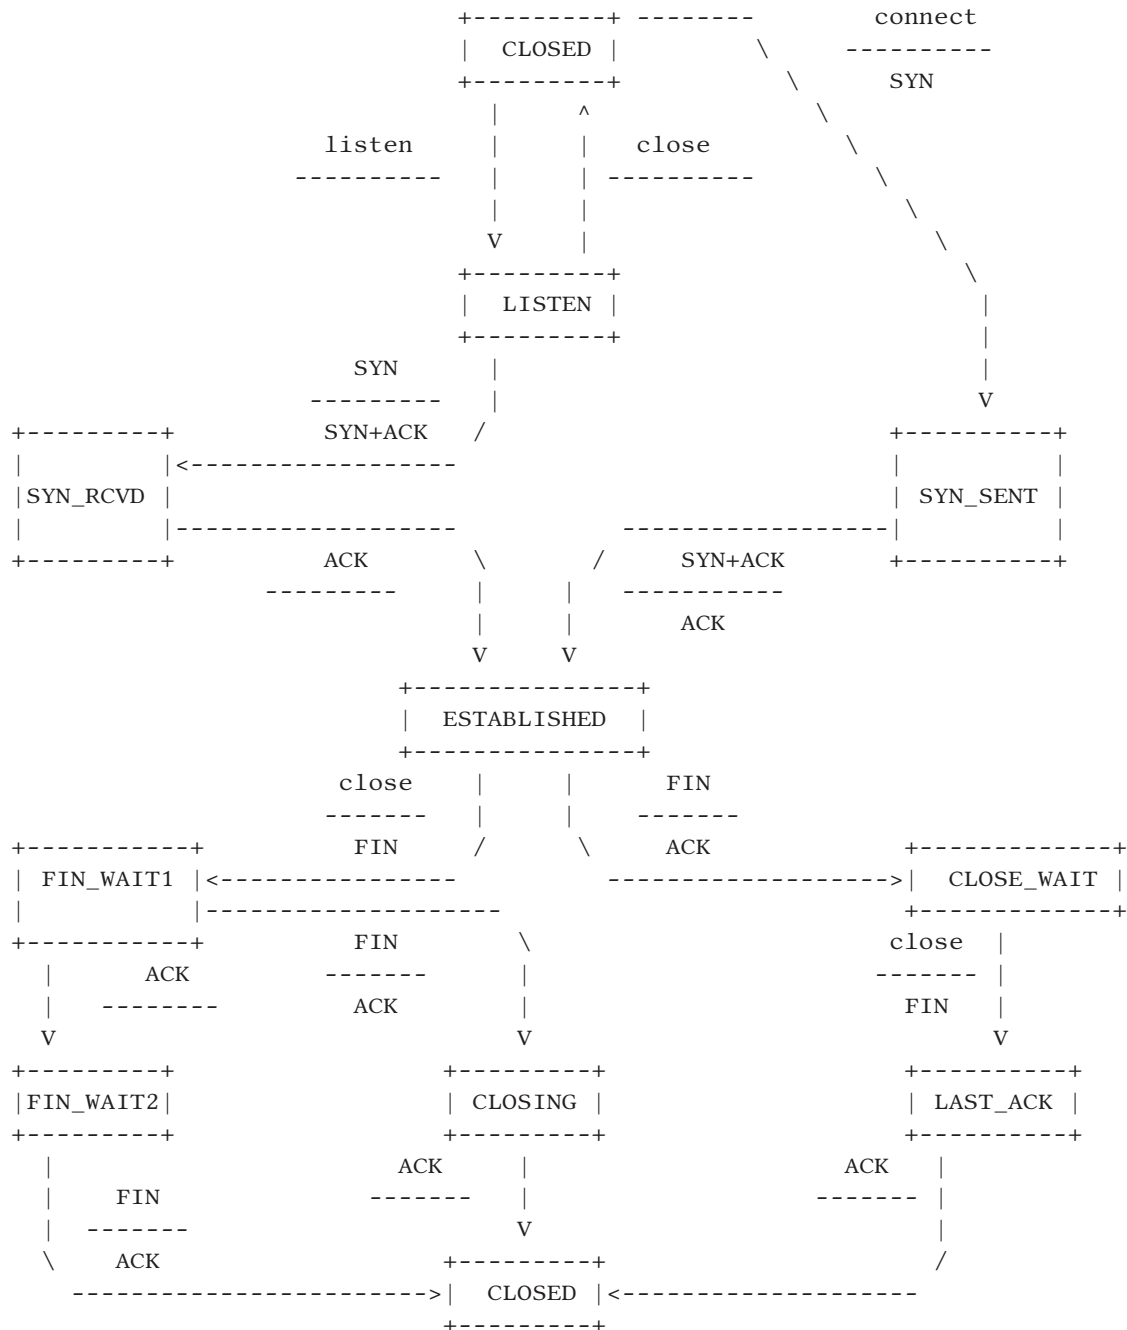 +---------+ --------      connect
|  CLOSED |         \     ----------
+---------+           \      SYN
  |     ^               \
listen    |     |   close        \
----------   |     | ----------       \
  |     |                     \
  V     |                       \
+---------+                       \
|  LISTEN |                        |
+---------+                        |
SYN      |                         |
---------    |                         V
+---------+          SYN+ACK   /                            +----------+
|         |<------------------                              |          |
|SYN_RCVD |                                                 | SYN_SENT |
|         |-------------------           ------------------|          |
+---------+          ACK       \       /     SYN+ACK       +----------+
---------     |     |   -----------
|     |       ACK
V     V
+---------------+
|  ESTABLISHED  |
+---------------+
close    |     |      FIN
-------   |     |    -------
+-----------+          FIN     /       \     ACK             +-------------+
| FIN_WAIT1 |<----------------          ------------------->|  CLOSE_WAIT |
|           |--------------------                           +-------------+
+-----------+          FIN          \                        close  |
|      ACK         -------       |                       ------- |
|   --------         ACK         |                         FIN   |
V                                V                               V
+---------+                  +---------+                    +----------+
|FIN_WAIT2|                  | CLOSING |                    | LAST_ACK |
+---------+                  +---------+                    +----------+
|                       ACK     |                     ACK   |
|    FIN              -------   |                   ------- |
|  -------                      V                           |
\    ACK                   +---------+                      /
------------------------>|  CLOSED |<--------------------
+---------+